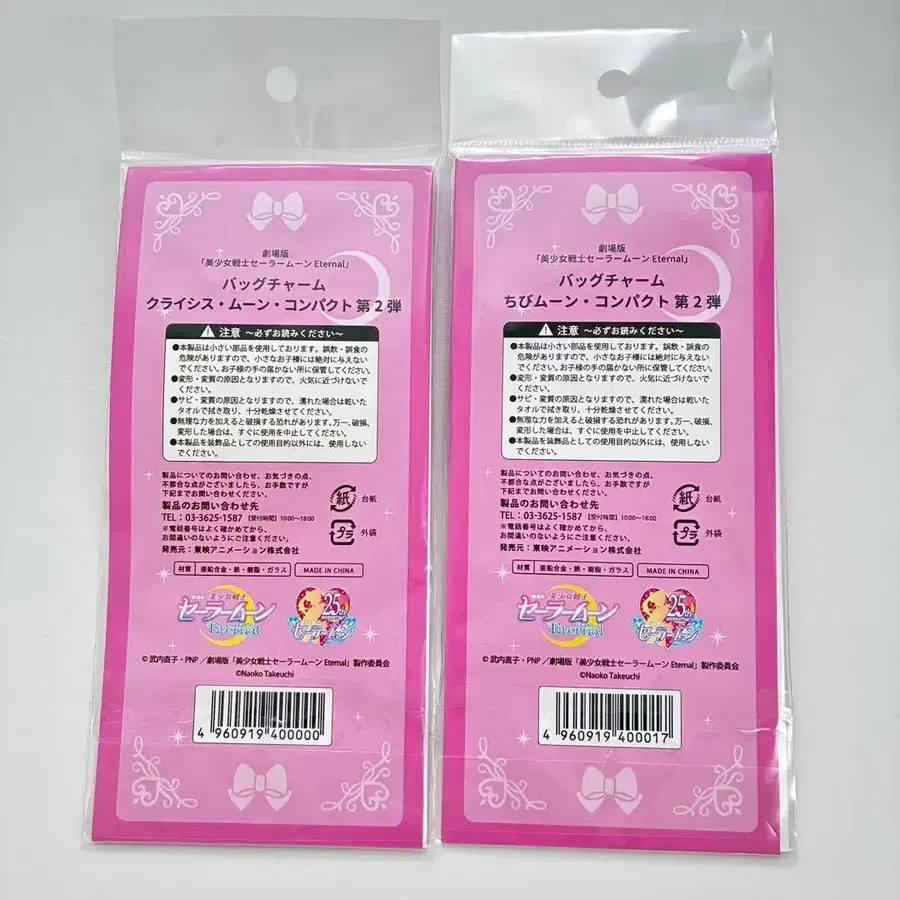 劇場版
「美少女戦士セーラームーン Eternal」
バッグチャーム
クライシス・ムーン・コンパクト 第2弾
注意 ～必ずお読みください～
●本製品は小さい部品を使用しております。誤飲・誤食の
危険がありますので、小さなお子様には絶対に与えない
でください。お子様の手の届かない所に保管してください。
●変形・変質の原因となりますので、火気に近づけないで
ください。
●サビ・変質の原因となりますので、濡れた場合は乾いた
タオルで拭き取り、十分乾燥させてください。
●無理な力を加えると破損する恐れがあります。万一、破損、
変形した場合は、すぐに使用を中止してください。
●本製品を装飾品としての使用目的以外には、使用しない
でください。
製品についてのお問い合わせ、お気づきの点、
不都合な点がございましたら、お手数ですが
下記までお問い合わせください。
製品のお問い合わせ先
TEL：03-3625-1587 【受付時間】10:00～18:00
※電話番号はよく確かめてから、
お間違いのないようにご注意ください。
発売元：東映アニメーション株式会社
紙 台紙
プラ 外袋
材質 亜鉛合金・鉄・樹脂・ガラス
MADE IN CHINA
劇場版 美少女戦士
セーラームーン
Eternal
25th
セーラームーン
© 武内直子・PNP／劇場版「美少女戦士セーラームーン Eternal」製作委員会
©Naoko Takeuchi
4 960919 400000
劇場版
「美少女戦士セーラームーン Eternal」
バッグチャーム
ちびムーン・コンパクト 第2弾
注意 ～必ずお読みください～
●本製品は小さい部品を使用しております。誤飲・誤食の
危険がありますので、小さなお子様には絶対に与えない
でください。お子様の手の届かない所に保管してください。
●変形・変質の原因となりますので、火気に近づけないで
ください。
●サビ・変質の原因となりますので、濡れた場合は乾いた
タオルで拭き取り、十分乾燥させてください。
●無理な力を加えると破損する恐れがあります。万一、破損、
変形した場合は、すぐに使用を中止してください。
●本製品を装飾品としての使用目的以外には、使用しない
でください。
製品についてのお問い合わせ、お気づきの点、
不都合な点がございましたら、お手数ですが
下記までお問い合わせください。
製品のお問い合わせ先
TEL：03-3625-1587 【受付時間】10:00～18:00
※電話番号はよく確かめてから、
お間違いのないようにご注意ください。
発売元：東映アニメーション株式会社
紙 台紙
プラ 外袋
材質 亜鉛合金・鉄・樹脂・ガラス
MADE IN CHINA
劇場版 美少女戦士
セーラームーン
Eternal
25th
セーラームーン
© 武内直子・PNP／劇場版「美少女戦士セーラームーン Eternal」製作委員会
©Naoko Takeuchi
4 960919 400017